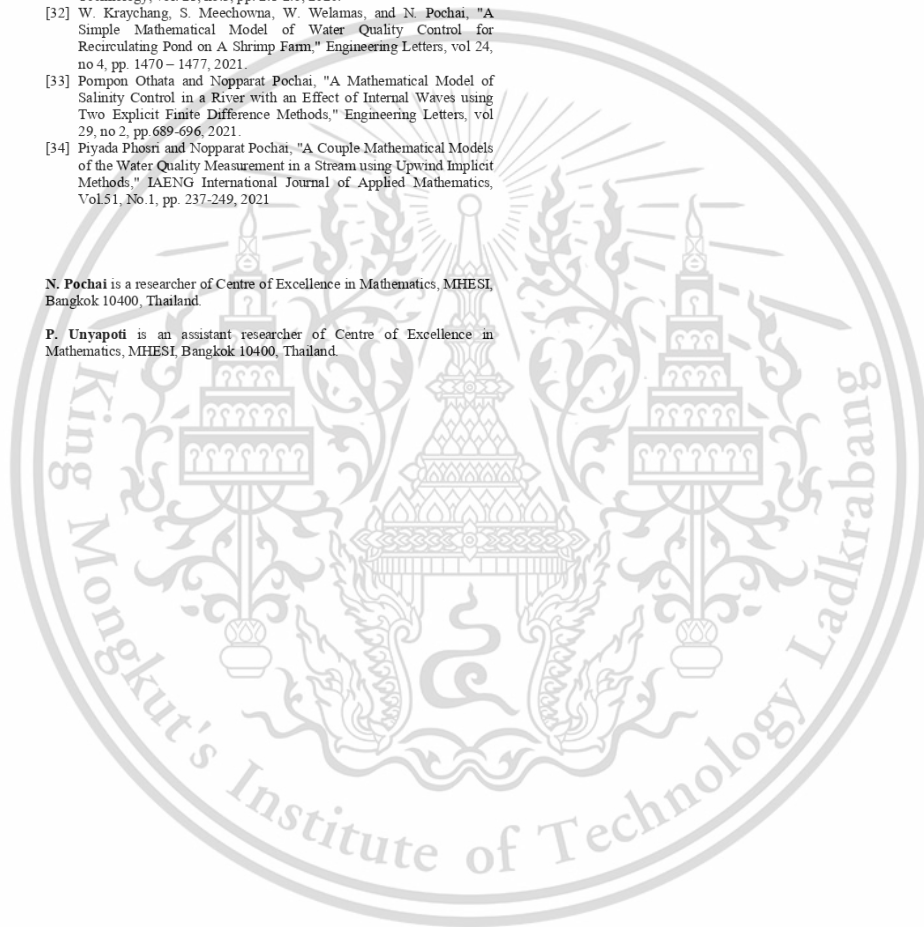 [32] W. Kraychang, S. Meechowna, W. Welamas, and N. Pochai, "A
Simple Mathematical Model of Water Quality Control for
Recirculating Pond on A Shrimp Farm," Engineering Letters, vol 24,
no 4, pp. 1470 – 1477, 2021.
[33] Pornpon Othata and Nopparat Pochai, "A Mathematical Model of
Salinity Control in a River with an Effect of Internal Waves using
Two Explicit Finite Difference Methods," Engineering Letters, vol
29, no 2, pp.689-696, 2021.
[34] Piyada Phosri and Nopparat Pochai, "A Couple Mathematical Models
of the Water Quality Measurement in a Stream using Upwind Implicit
Methods," IAENG International Journal of Applied Mathematics,
Vol.51, No.1, pp. 237-249, 2021
N. Pochai is a researcher of Centre of Excellence in Mathematics, MHESI,
Bangkok 10400, Thailand.
P. Unyapoti is an assistant researcher of Centre of Excellence in
Mathematics, MHESI, Bangkok 10400, Thailand.
King Mongkut's Institute of Technology Ladkrabang